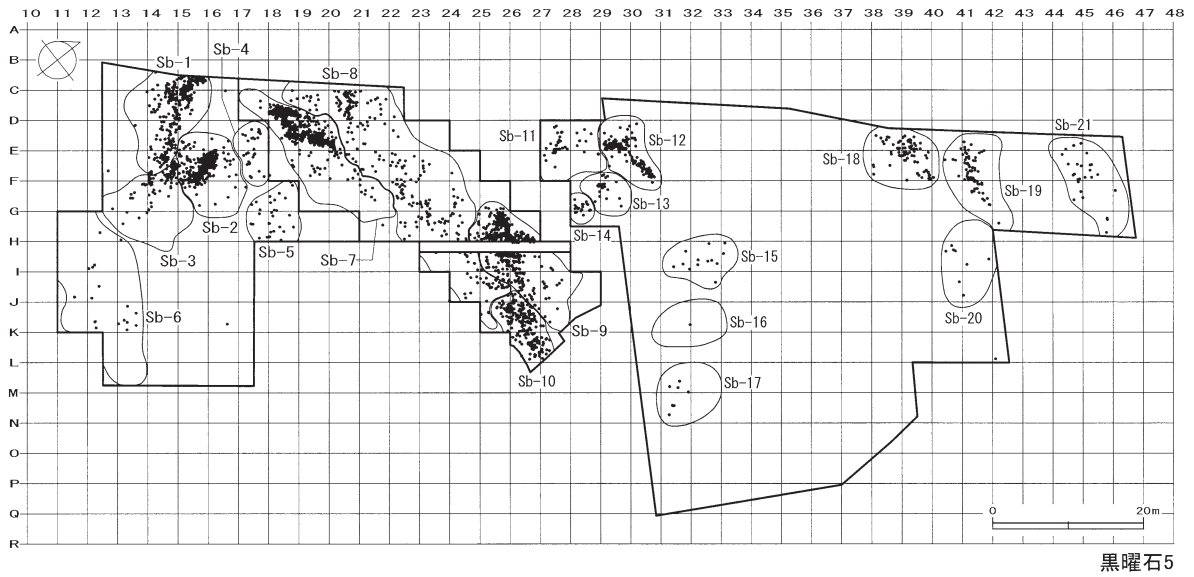 10 11 12 13 14 15 16 17 18 19 20 21 22 23 24 25 26 27 28 29 30 31 32 33 34 35 36 37 38 39 40 41 42 43 44 45 46 47 48
A
B
C
D
E
F
G
H
I
J
K
L
M
N
O
P
Q
R
Sb-4
Sb-1
Sb-8
Sb-11
Sb-12
Sb-18
Sb-21
Sb-19
Sb-13
Sb-2
Sb-14
Sb-3
Sb-5
Sb-7
Sb-15
Sb-6
Sb-9
Sb-16
Sb-20
Sb-10
Sb-17
0 20m
黒曜石5